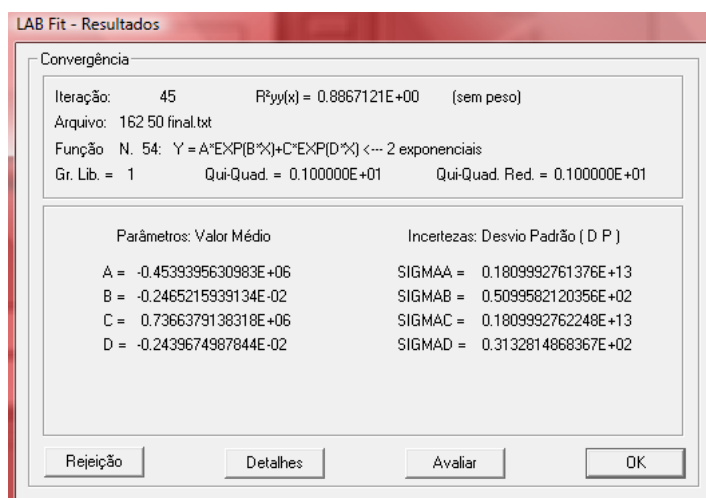 LAB Fit - Resultados
Convergência
Iteração: 45 R²yy(x) = 0.8867121E+00 (sem peso)
Arquivo: 162 50 final.txt
Função N. 54: Y = A*EXP(B*X)+C*EXP(D*X) <--- 2 exponenciais
Gr. Lib. = 1 Qui-Quad. = 0.100000E+01 Qui-Quad. Red. = 0.100000E+01
Parâmetros: Valor Médio Incertezas: Desvio Padrão ( D P )
A = -0.4539395630983E+06 SIGMAA = 0.1809992761376E+13
B = -0.2465215939134E-02 SIGMAB = 0.5099582120356E+02
C = 0.7366379138318E+06 SIGMAC = 0.1809992762248E+13
D = -0.2439674987844E-02 SIGMAD = 0.3132814868367E+02
Rejeição Detalhes Avaliar OK